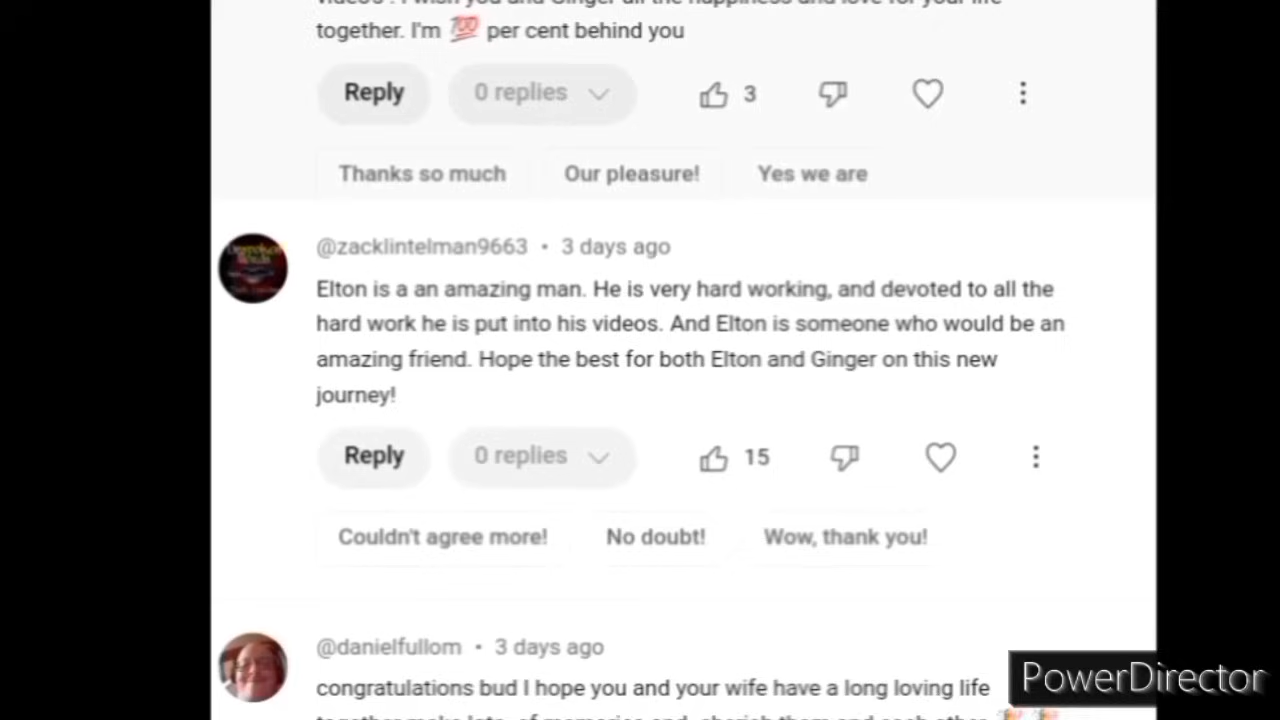 together. I'm 💯 per cent behind you
Reply 0 replies 3
Thanks so much Our pleasure! Yes we are
@zacklintelman9663 • 3 days ago
Elton is a an amazing man. He is very hard working, and devoted to all the
hard work he is put into his videos. And Elton is someone who would be an
amazing friend. Hope the best for both Elton and Ginger on this new
journey!
Reply 0 replies 15
Couldn't agree more! No doubt! Wow, thank you!
@danielfullom • 3 days ago
congratulations bud I hope you and your wife have a long loving life
PowerDirector